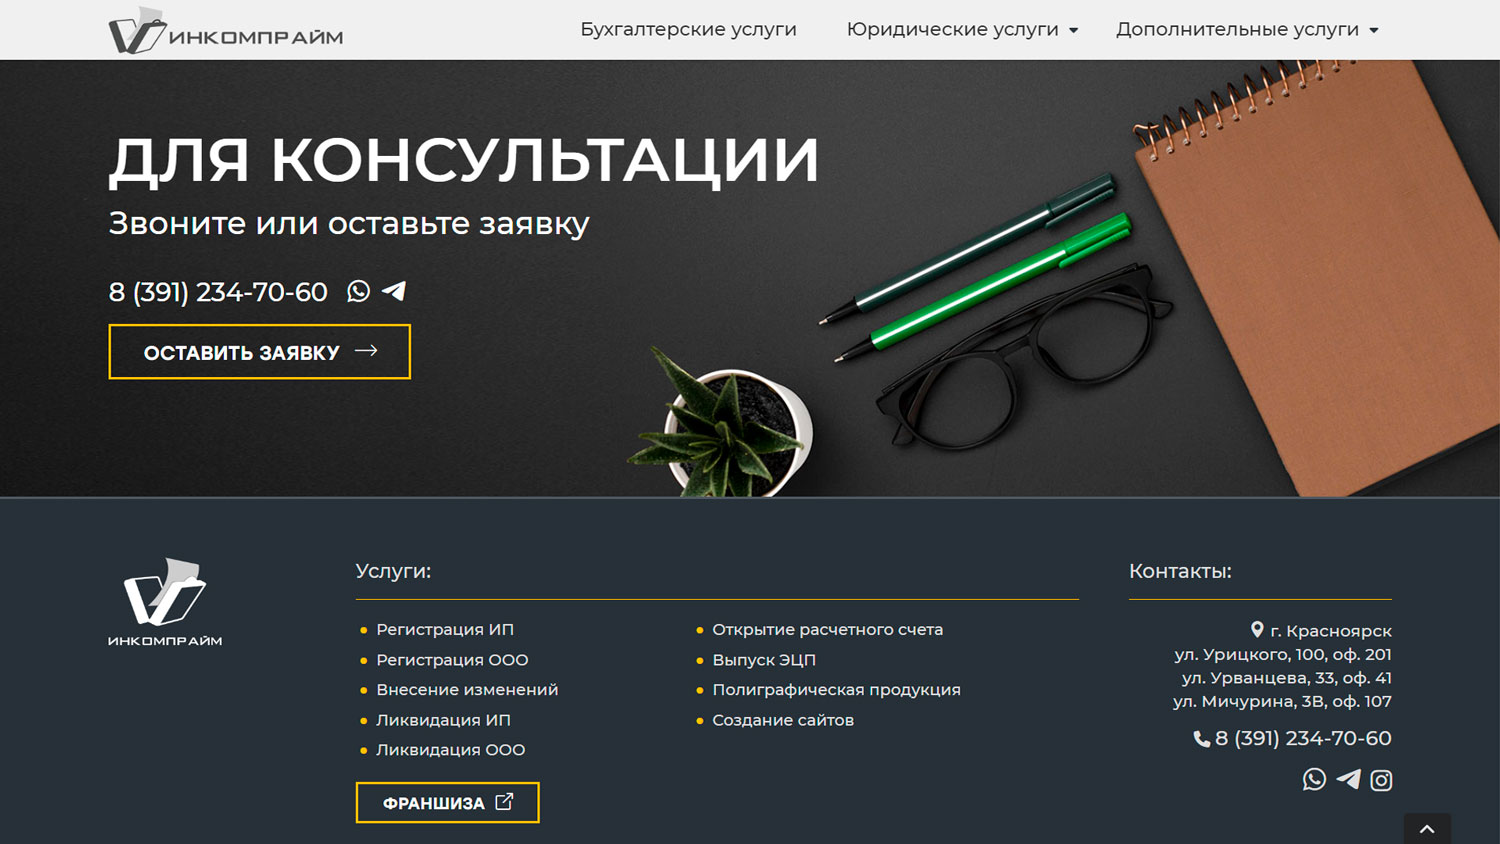 ИНКОМПРАЙМ
Бухгалтерские услуги
Юридические услуги
Дополнительные услуги
ДЛЯ КОНСУЛЬТАЦИИ
Звоните или оставьте заявку
8 (391) 234-70-60
ОСТАВИТЬ ЗАЯВКУ
ИНКОМПРАЙМ
Услуги:
Регистрация ИП
Регистрация ООО
Внесение изменений
Ликвидация ИП
Ликвидация ООО
Открытие расчетного счета
Выпуск ЭЦП
Полиграфическая продукция
Создание сайтов
ФРАНШИЗА
Контакты:
г. Красноярск
ул. Урицкого, 100, оф. 201
ул. Урванцева, 33, оф. 41
ул. Мичурина, 3В, оф. 107
8 (391) 234-70-60